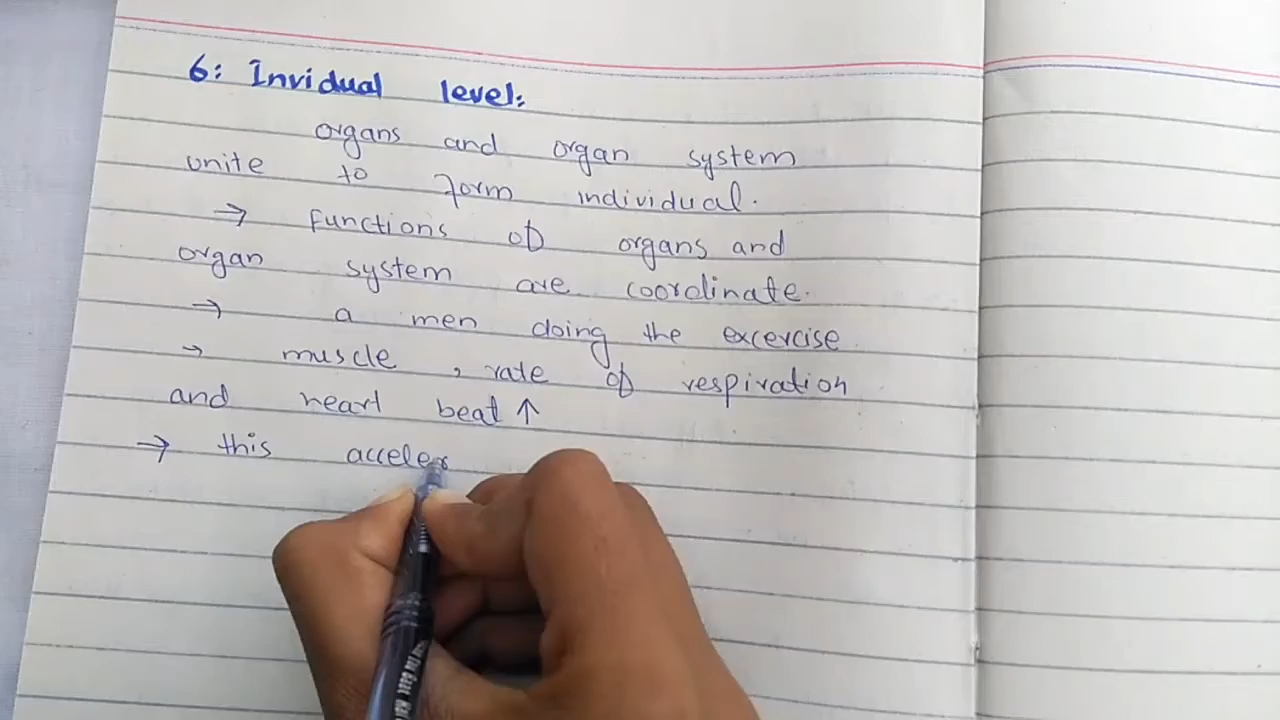 6: Invidual level:
organs and organ system
unite to form individual.
→ Functions of organs and
organ system are coordinate.
→ a men doing the excercise
→ muscle, rate of respiration
and heart beat ↑
→ this acceler